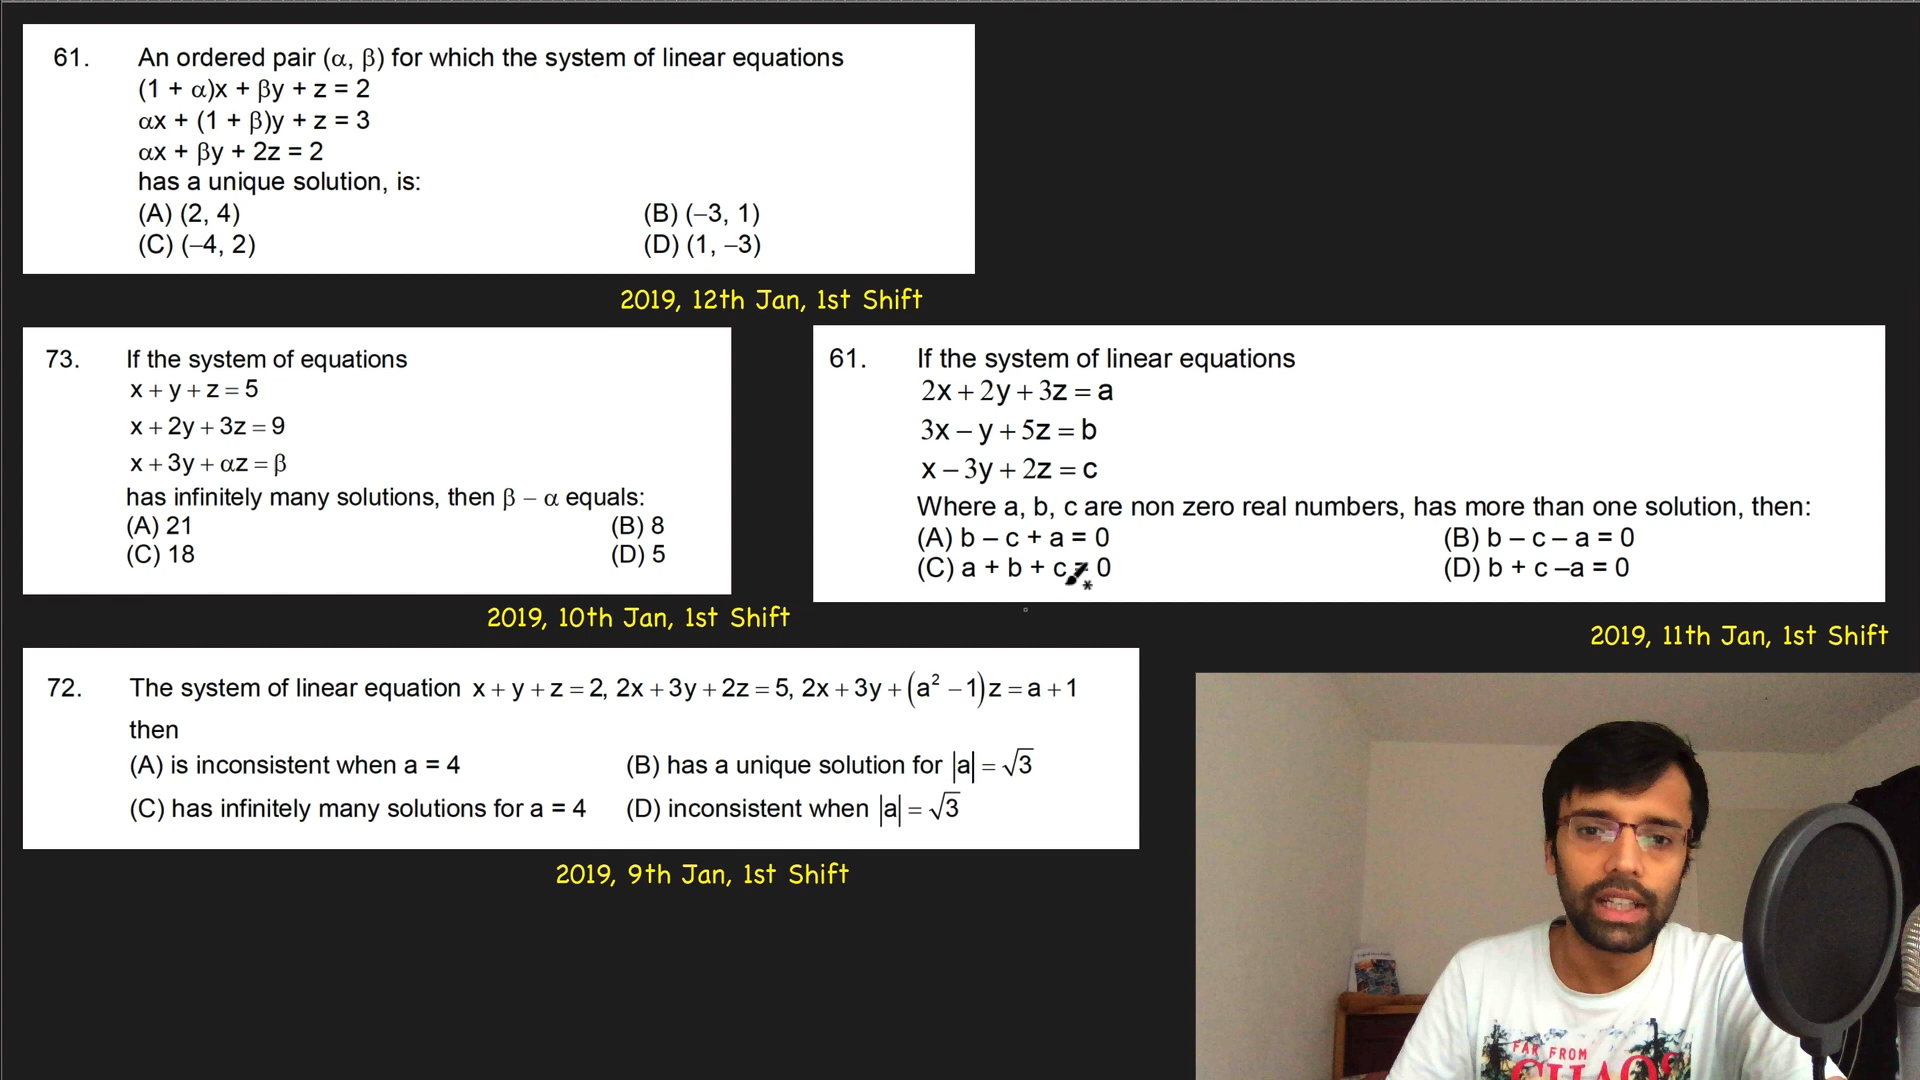 61. An ordered pair (α, β) for which the system of linear equations
(1 + α)x + βy + z = 2
αx + (1 + β)y + z = 3
αx + βy + 2z = 2
has a unique solution, is:
(A) (2, 4) (B) (−3, 1)
(C) (−4, 2) (D) (1, −3)
2019, 12th Jan, 1st Shift
73. If the system of equations
x + y + z = 5
x + 2y + 3z = 9
x + 3y + αz = β
has infinitely many solutions, then β − α equals:
(A) 21 (B) 8
(C) 18 (D) 5
2019, 10th Jan, 1st Shift
61. If the system of linear equations
2x + 2y + 3z = a
3x − y + 5z = b
x − 3y + 2z = c
Where a, b, c are non zero real numbers, has more than one solution, then:
(A) b − c + a = 0 (B) b − c − a = 0
(C) a + b + c = 0 (D) b + c −a = 0
2019, 11th Jan, 1st Shift
72. The system of linear equation x + y + z = 2, 2x + 3y + 2z = 5, 2x + 3y + (a² − 1)z = a + 1
then
(A) is inconsistent when a = 4 (B) has a unique solution for |a| = √3
(C) has infinitely many solutions for a = 4 (D) inconsistent when |a| = √3
2019, 9th Jan, 1st Shift
FAR FROM
CHAOS